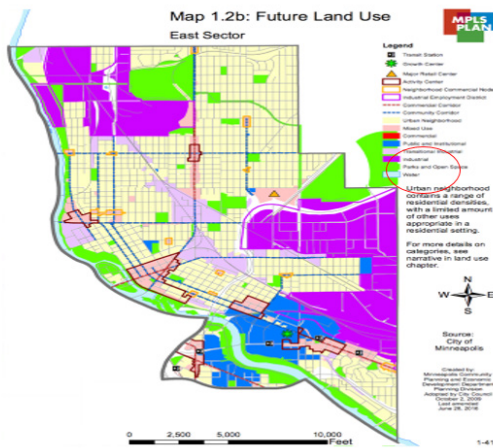 Map 1.2b: Future Land Use
East Sector
MPLS
PLAN
Legend
Transit Station
Growth Center
Major Retail Center
Activity Center
Neighborhood Commercial Node
Industrial Employment District
Commercial Corridor
Community Corridor
Urban Neighborhood
Mixed Use
Commercial
Public and Institutional
Transitional Industrial
Industrial
Parks and Open Space
Water
Urban neighborhood
contains a range of
residential densities,
with a limited amount
of other uses
appropriate in a
residential setting.
For more details on
categories, see
narrative in land use
chapter.
N
W E
S
Source:
City of
Minneapolis
Created by:
Minneapolis Community
Planning and Economic
Development Department
Planning Division
Adopted by City Council
October 2, 2009
Last amended
June 28, 2016
0 2,500 5,000 10,000
Feet
1-41